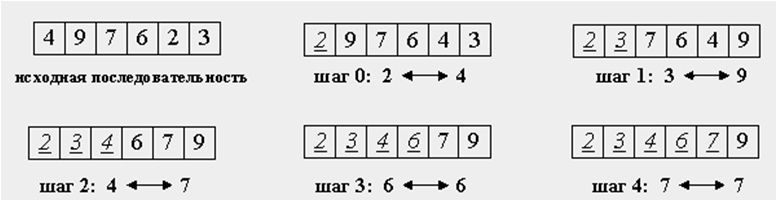 4 9 7 6 2 3
исходная последовательность
2 9 7 6 4 3
шаг 0: 2 ⟷ 4
2 3 7 6 4 9
шаг 1: 3 ⟷ 9
2 3 4 6 7 9
шаг 2: 4 ⟷ 7
2 3 4 6 7 9
шаг 3: 6 ⟷ 6
2 3 4 6 7 9
шаг 4: 7 ⟷ 7